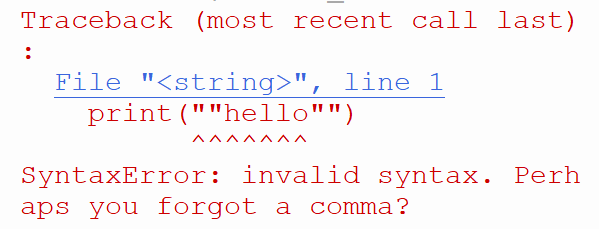 Traceback (most recent call last)
:
File "<string>", line 1
print(""hello"")
^^^^^^^
SyntaxError: invalid syntax. Perh
aps you forgot a comma?